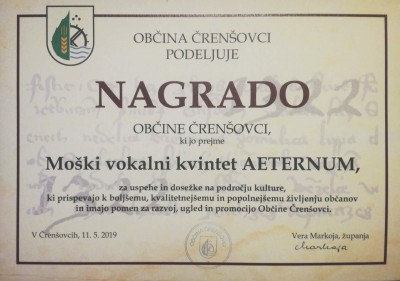 OBČINA ČRENŠOVCI
PODELJUJE
NAGRADO
OBČINE ČRENŠOVCI,
ki jo prejme
Moški vokalni kvintet AETERNUM,
za uspehe in dosežke na področju kulture,
ki prispevajo k boljšemu, kvalitetnejšemu in popolnejšemu življenju občanov
in imajo pomen za razvoj, ugled in promocijo Občine Črenšovci.
V Črenšovcih, 11. 5. 2019
Vera Markoja, županja
Markoja